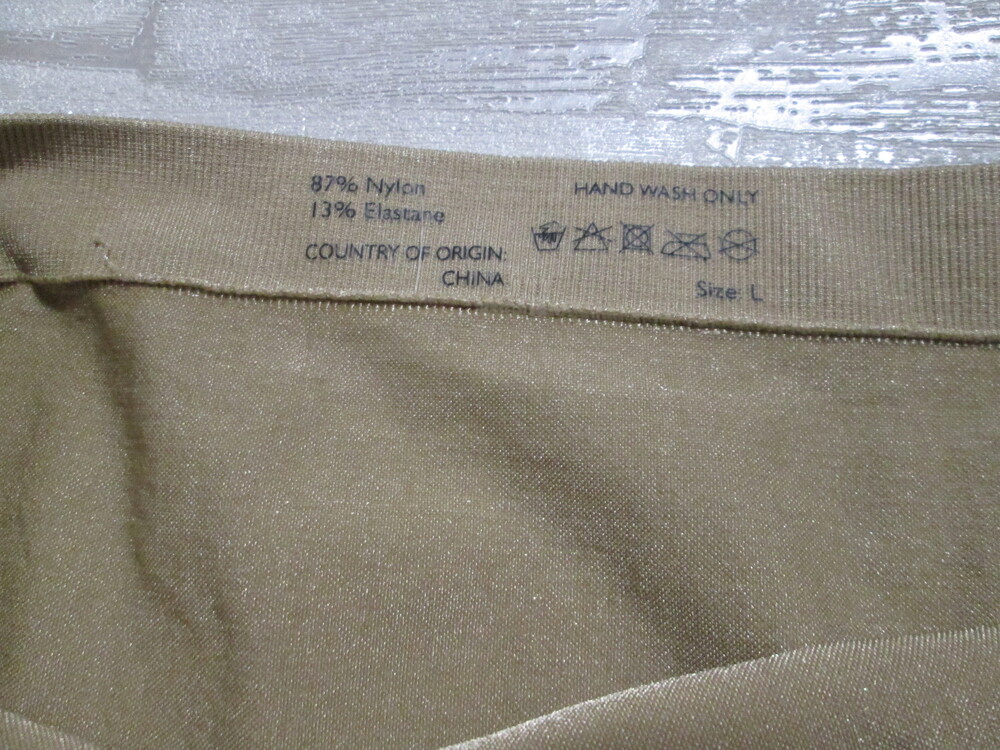 87% Nylon
13% Elastane
COUNTRY OF ORIGIN:
CHINA
HAND WASH ONLY
Size: L